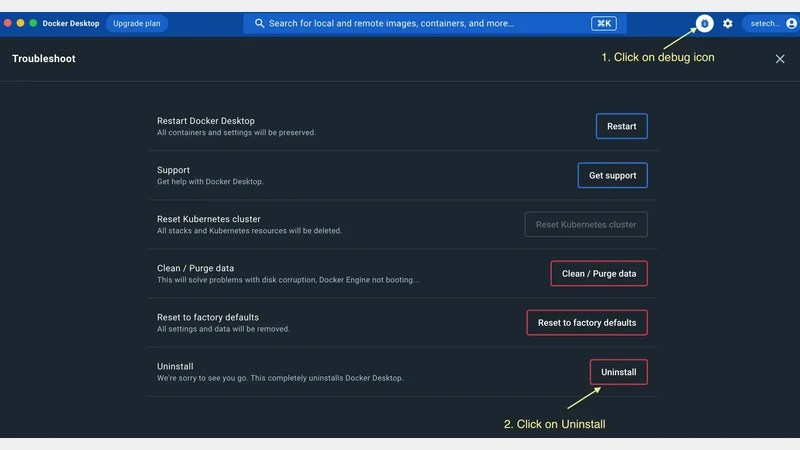 Docker Desktop Upgrade plan Search for local and remote images, containers, and more... ⌘K setech...
1. Click on debug icon
Troubleshoot
Restart Docker Desktop
All containers and settings will be preserved.
Restart
Support
Get help with Docker Desktop.
Get support
Reset Kubernetes cluster
All stacks and Kubernetes resources will be deleted.
Reset Kubernetes cluster
Clean / Purge data
This will solve problems with disk corruption, Docker Engine not booting...
Clean / Purge data
Reset to factory defaults
All settings and data will be removed.
Reset to factory defaults
Uninstall
We're sorry to see you go. This completely uninstalls Docker Desktop.
Uninstall
2. Click on Uninstall